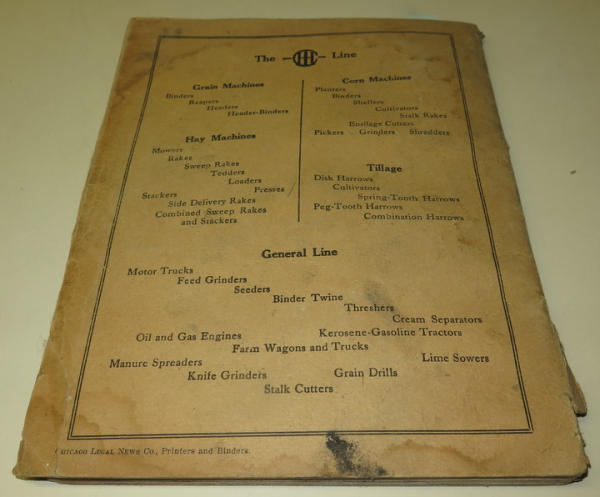 The IHC Line
Grain Machines
Binders
Reapers
Headers
Header-Binders
Hay Machines
Mowers
Rakes
Sweep Rakes
Tedders
Loaders
Presses
Stackers
Side Delivery Rakes
Combined Sweep Rakes
and Stackers
Corn Machines
Planters
Binders
Shellers
Cultivators
Stalk Rakes
Ensilage Cutters
Pickers Grinders Shredders
Tillage
Disk Harrows
Cultivators
Spring-Tooth Harrows
Peg-Tooth Harrows
Combination Harrows
General Line
Motor Trucks
Feed Grinders
Seeders
Binder Twine
Threshers
Cream Separators
Oil and Gas Engines Kerosene-Gasoline Tractors
Farm Wagons and Trucks
Manure Spreaders Lime Sowers
Knife Grinders Grain Drills
Stalk Cutters
CHICAGO LEGAL NEWS CO., Printers and Binders.